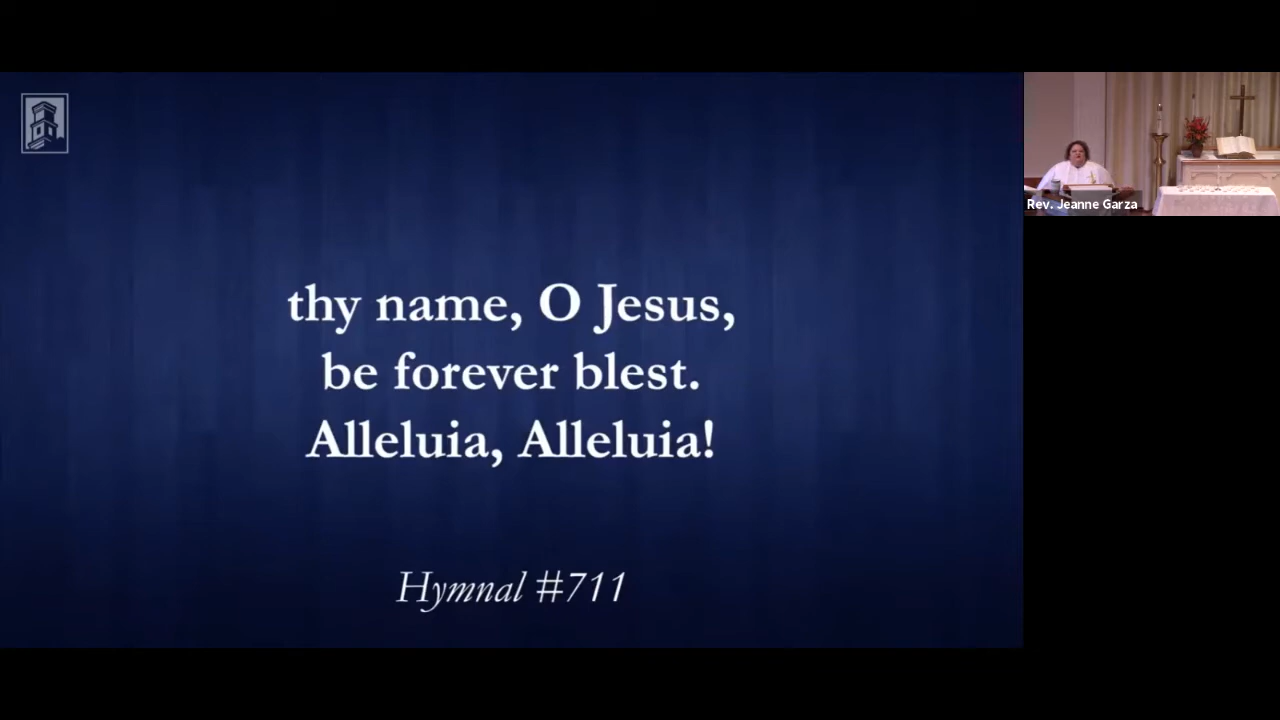 thy name, O Jesus,
be forever blest.
Alleluia, Alleluia!
Hymnal #711
Rev. Jeanne Garza